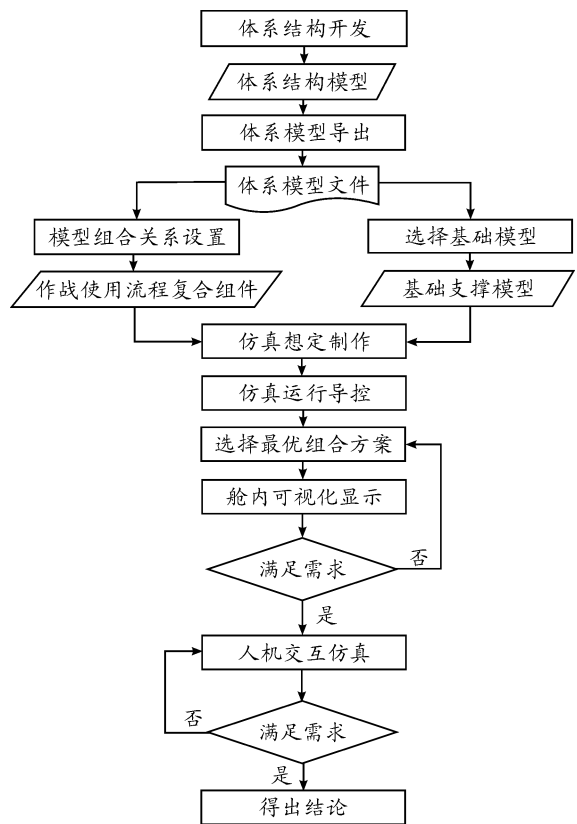 体系结构开发
体系结构模型
体系模型导出
体系模型文件
模型组合关系设置
选择基础模型
作战使用流程复合组件
基础支撑模型
仿真想定制作
仿真运行导控
选择最优组合方案
舱内可视化显示
满足需求
否
是
人机交互仿真
否
满足需求
是
得出结论